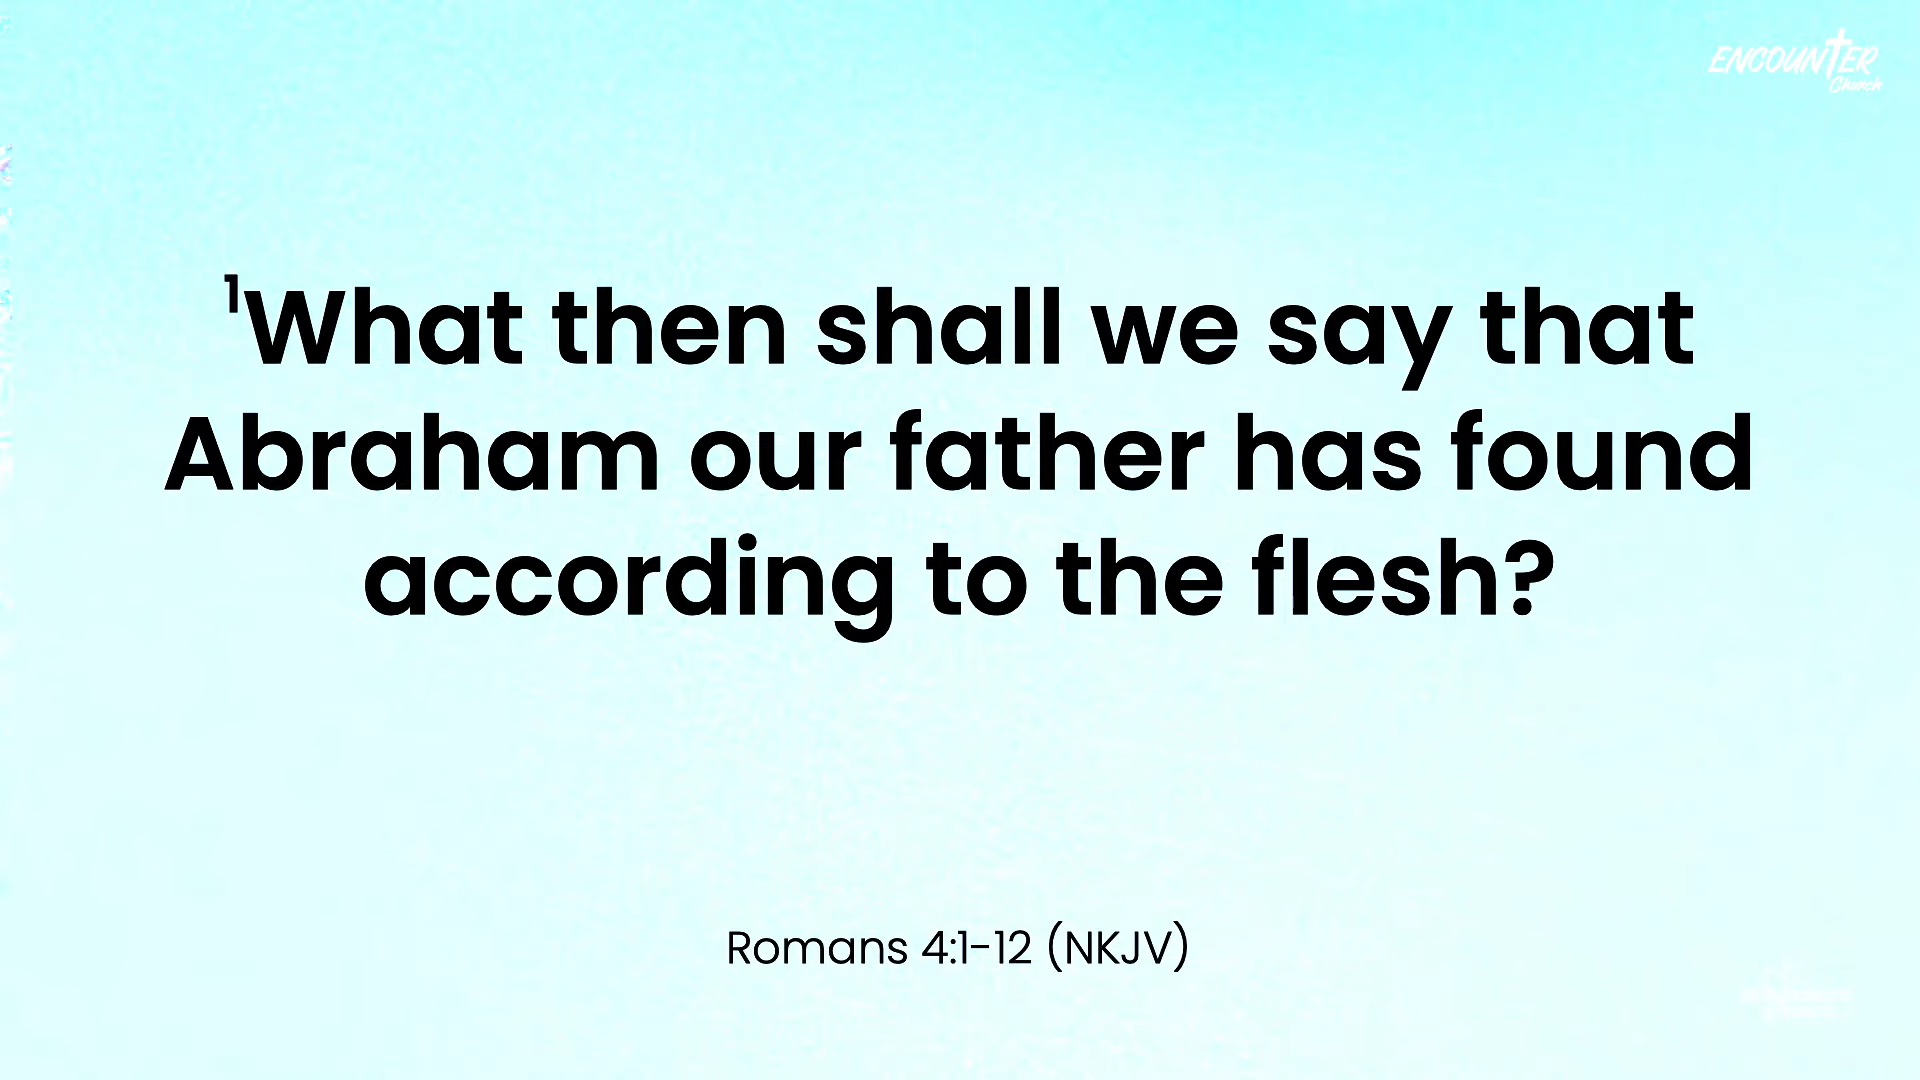 ENCOUNTER
Church
¹What then shall we say that
Abraham our father has found
according to the flesh?
Romans 4:1-12 (NKJV)